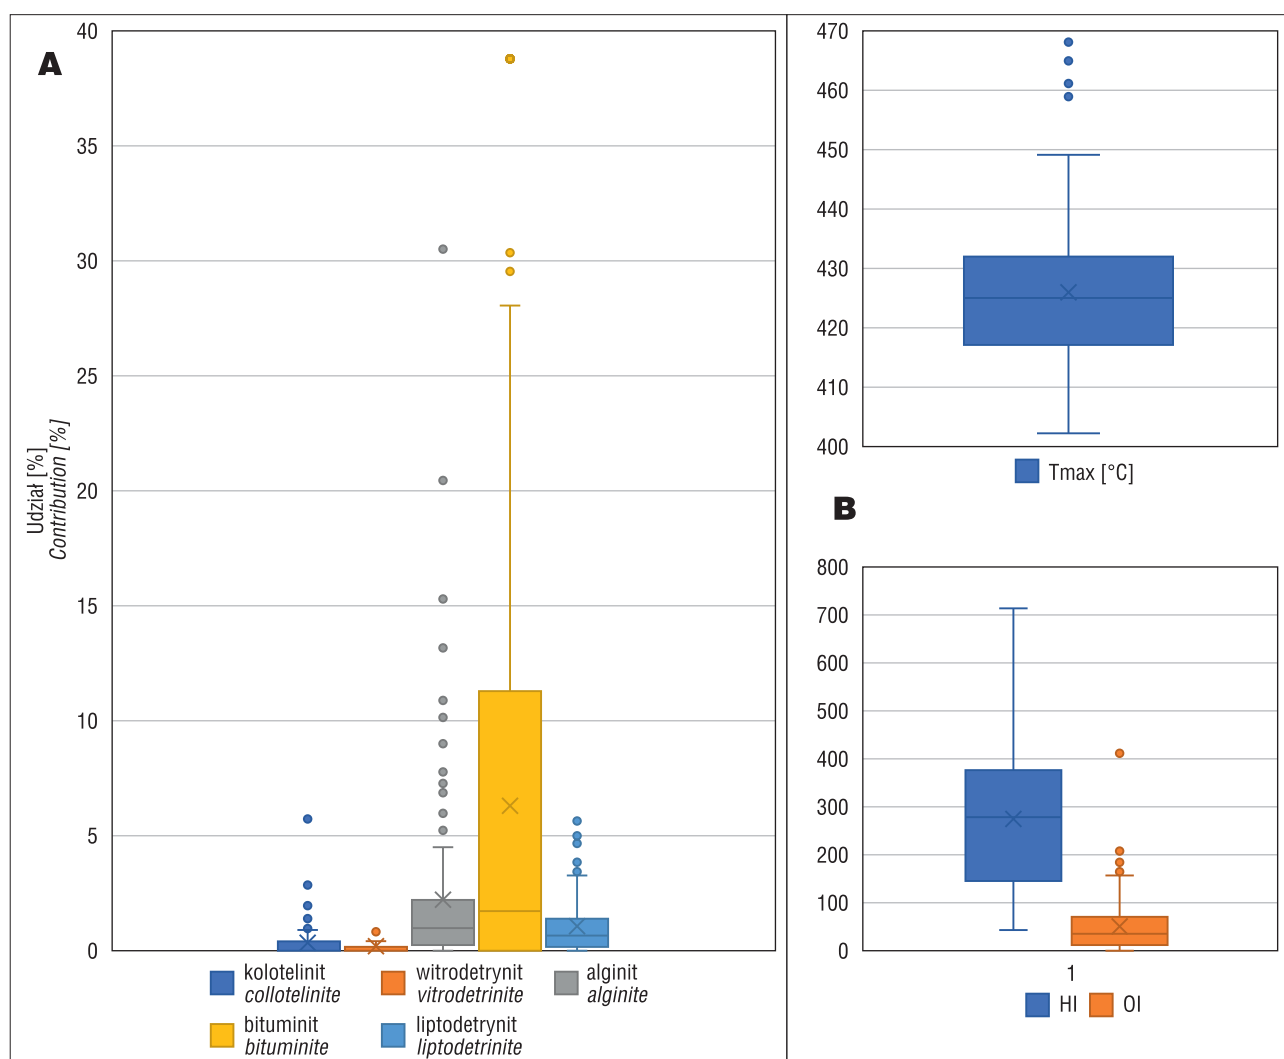 A
40
35
30
25
20
15
10
5
0
Udział [%]
Contribution [%]
kolotelinit
collotelinite
witrodetrynit
vitrodetrinite
alginit
alginite
bituminit
bituminite
liptodetrynit
liptodetrinite
470
460
450
440
430
420
410
400
Tmax [°C]
B
800
700
600
500
400
300
200
100
0
1
HI OI